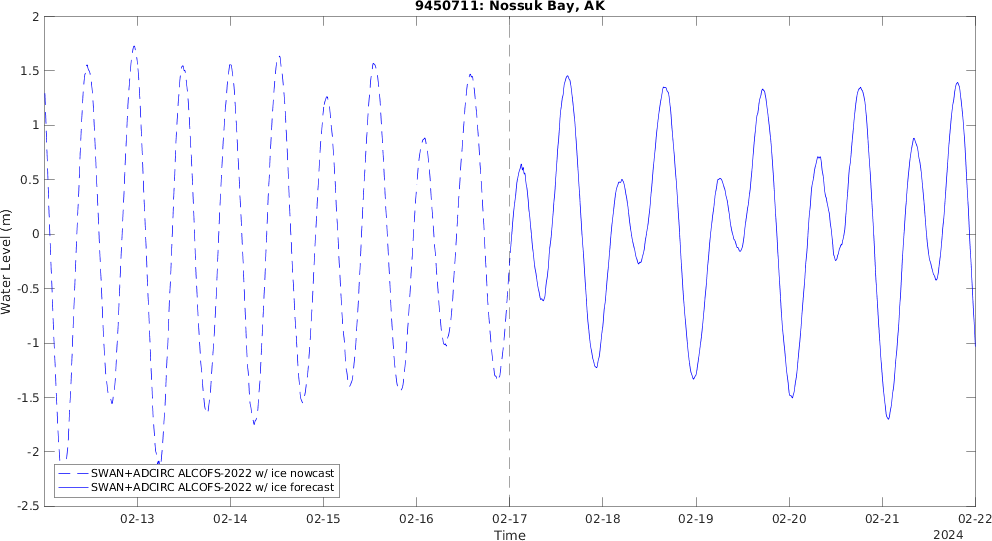 9450711: Nossuk Bay, AK
2
1.5
1
0.5
0
-0.5
-1
-1.5
-2
-2.5
Water Level (m)
SWAN+ADCIRC ALCOFS-2022 w/ ice nowcast
SWAN+ADCIRC ALCOFS-2022 w/ ice forecast
02-13 02-14 02-15 02-16 02-17 02-18 02-19 02-20 02-21 02-22
Time
2024